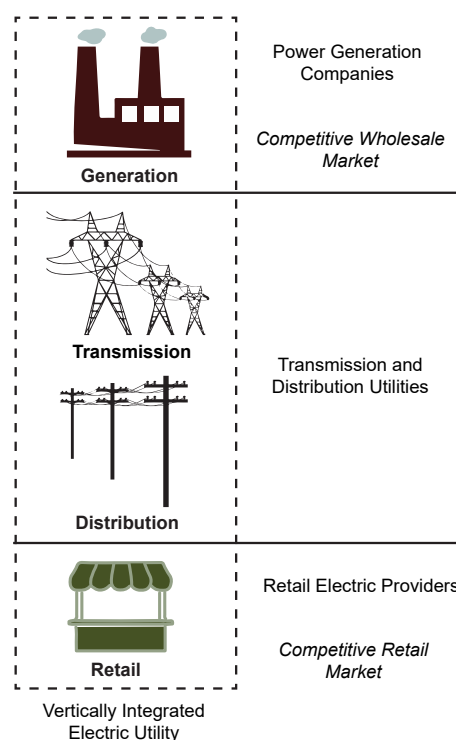 Power Generation
Companies
Competitive Wholesale
Market
Generation
Transmission
Transmission and
Distribution Utilities
Distribution
Retail Electric Providers
Competitive Retail
Market
Retail
Vertically Integrated
Electric Utility